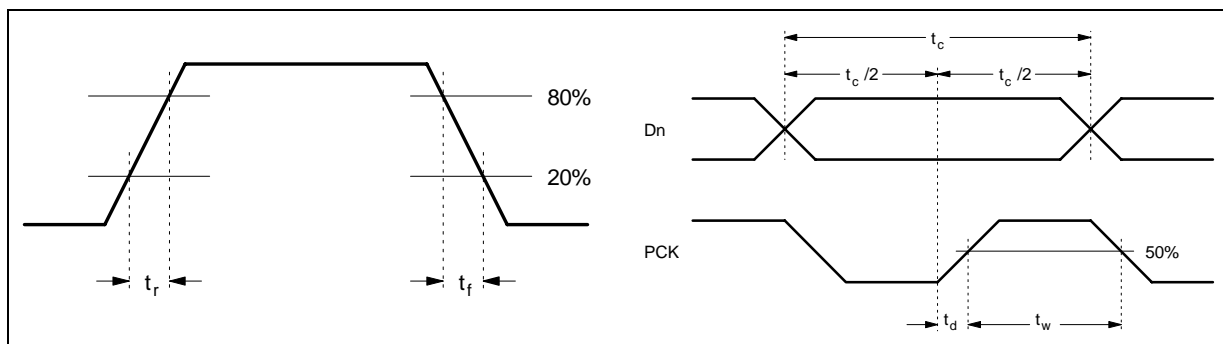 80%
20%
t_r
t_f
t_c
t_c /2
t_c /2
Dn
PCK
50%
t_d
t_w